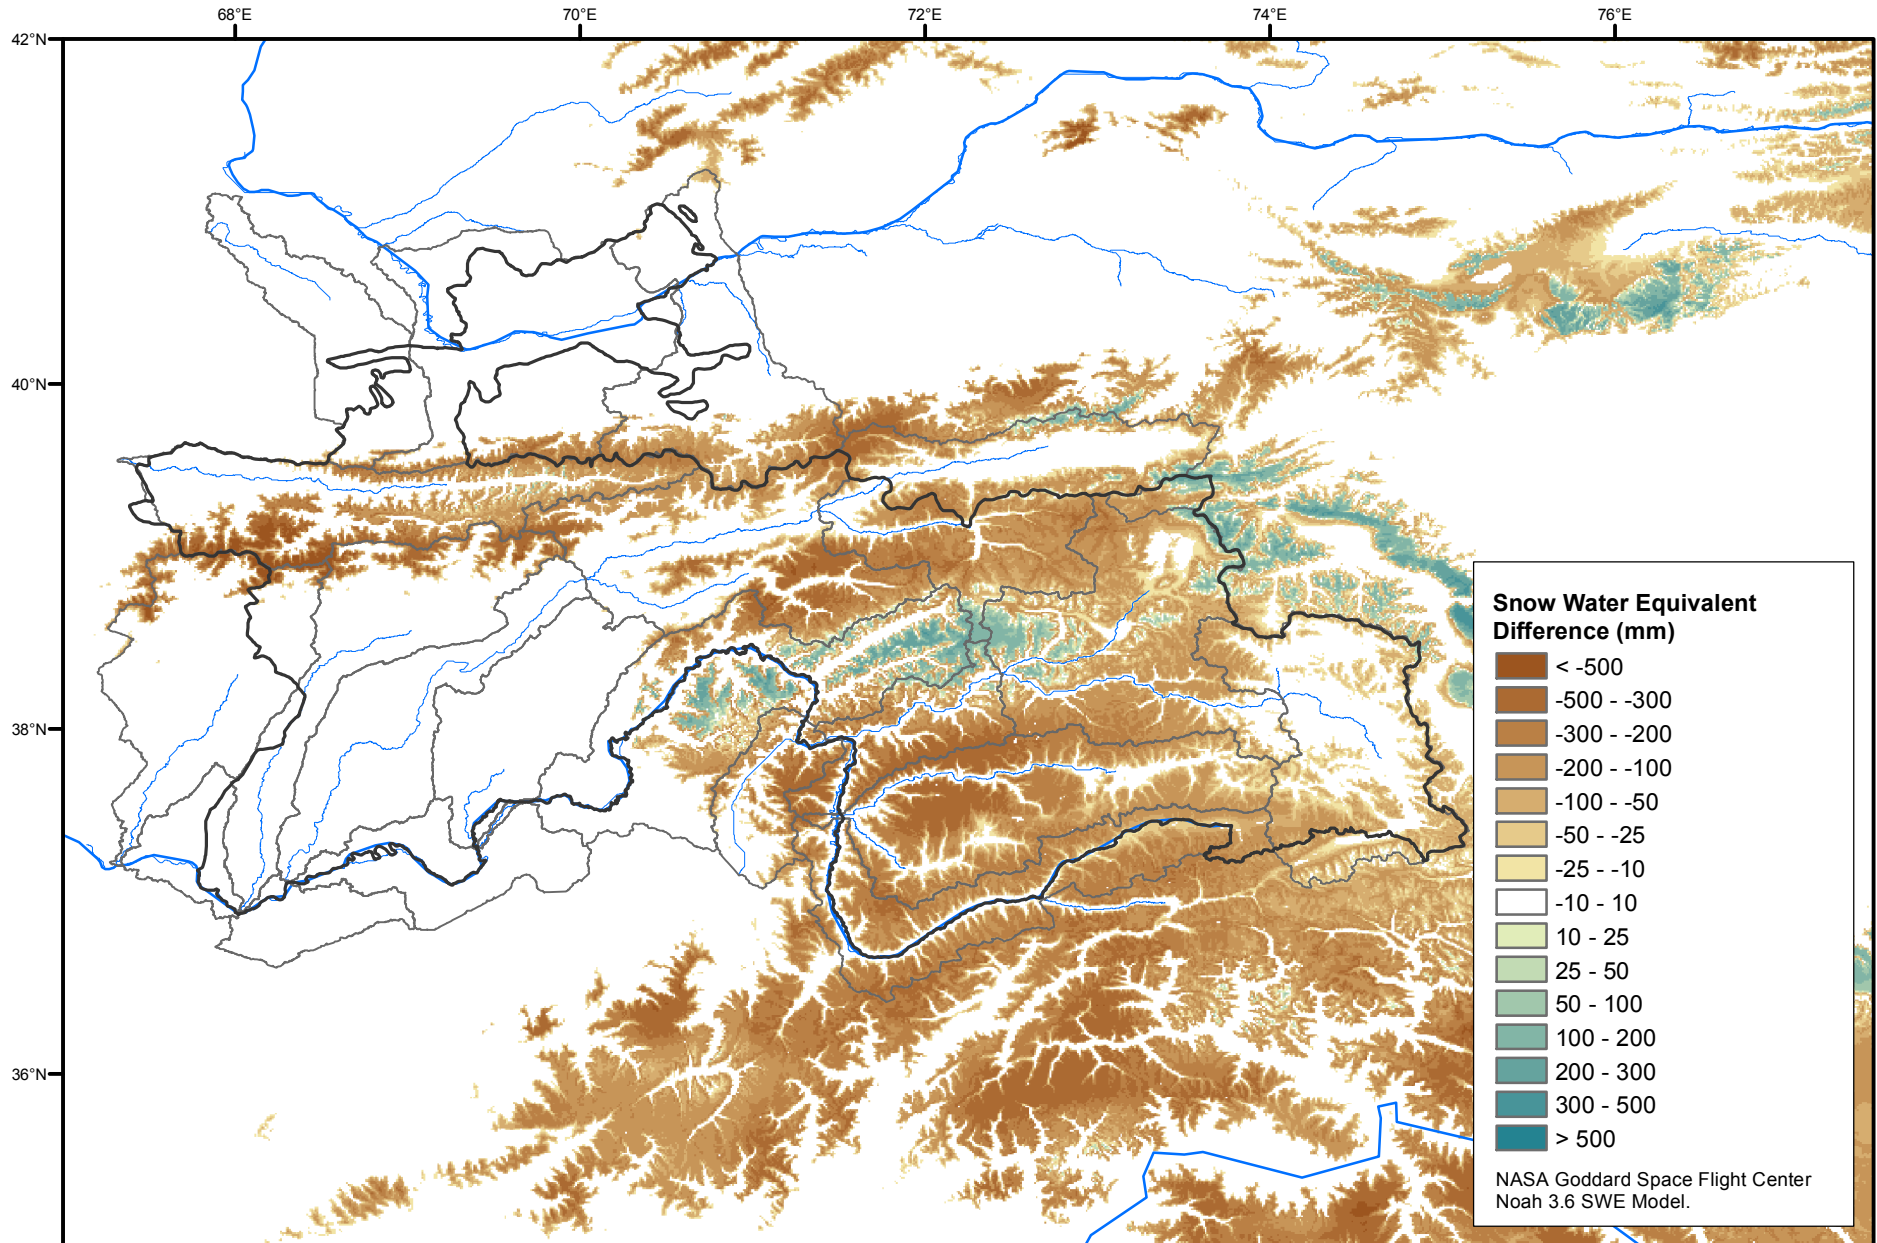 68°E
70°E
72°E
74°E
76°E
42°N
40°N
38°N
36°N
Snow Water Equivalent
Difference (mm)
< -500
-500 - -300
-300 - -200
-200 - -100
-100 - -50
-50 - -25
-25 - -10
-10 - 10
10 - 25
25 - 50
50 - 100
100 - 200
200 - 300
300 - 500
> 500
NASA Goddard Space Flight Center
Noah 3.6 SWE Model.